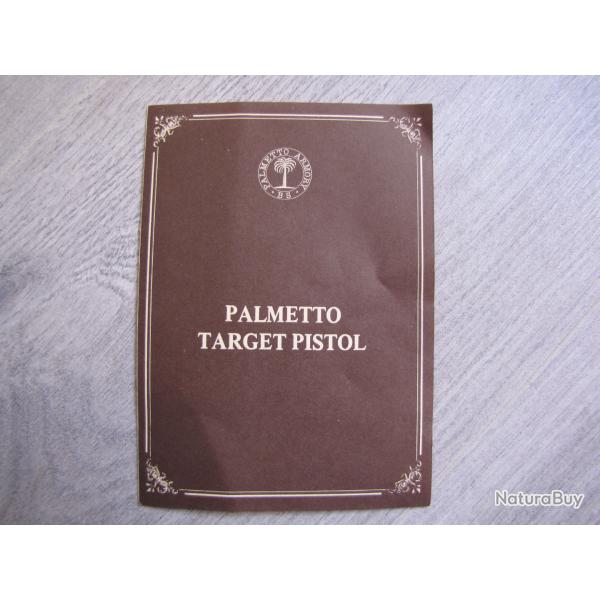 PALMETTO ARMORY
· BS ·
PALMETTO
TARGET PISTOL
NaturaBuy